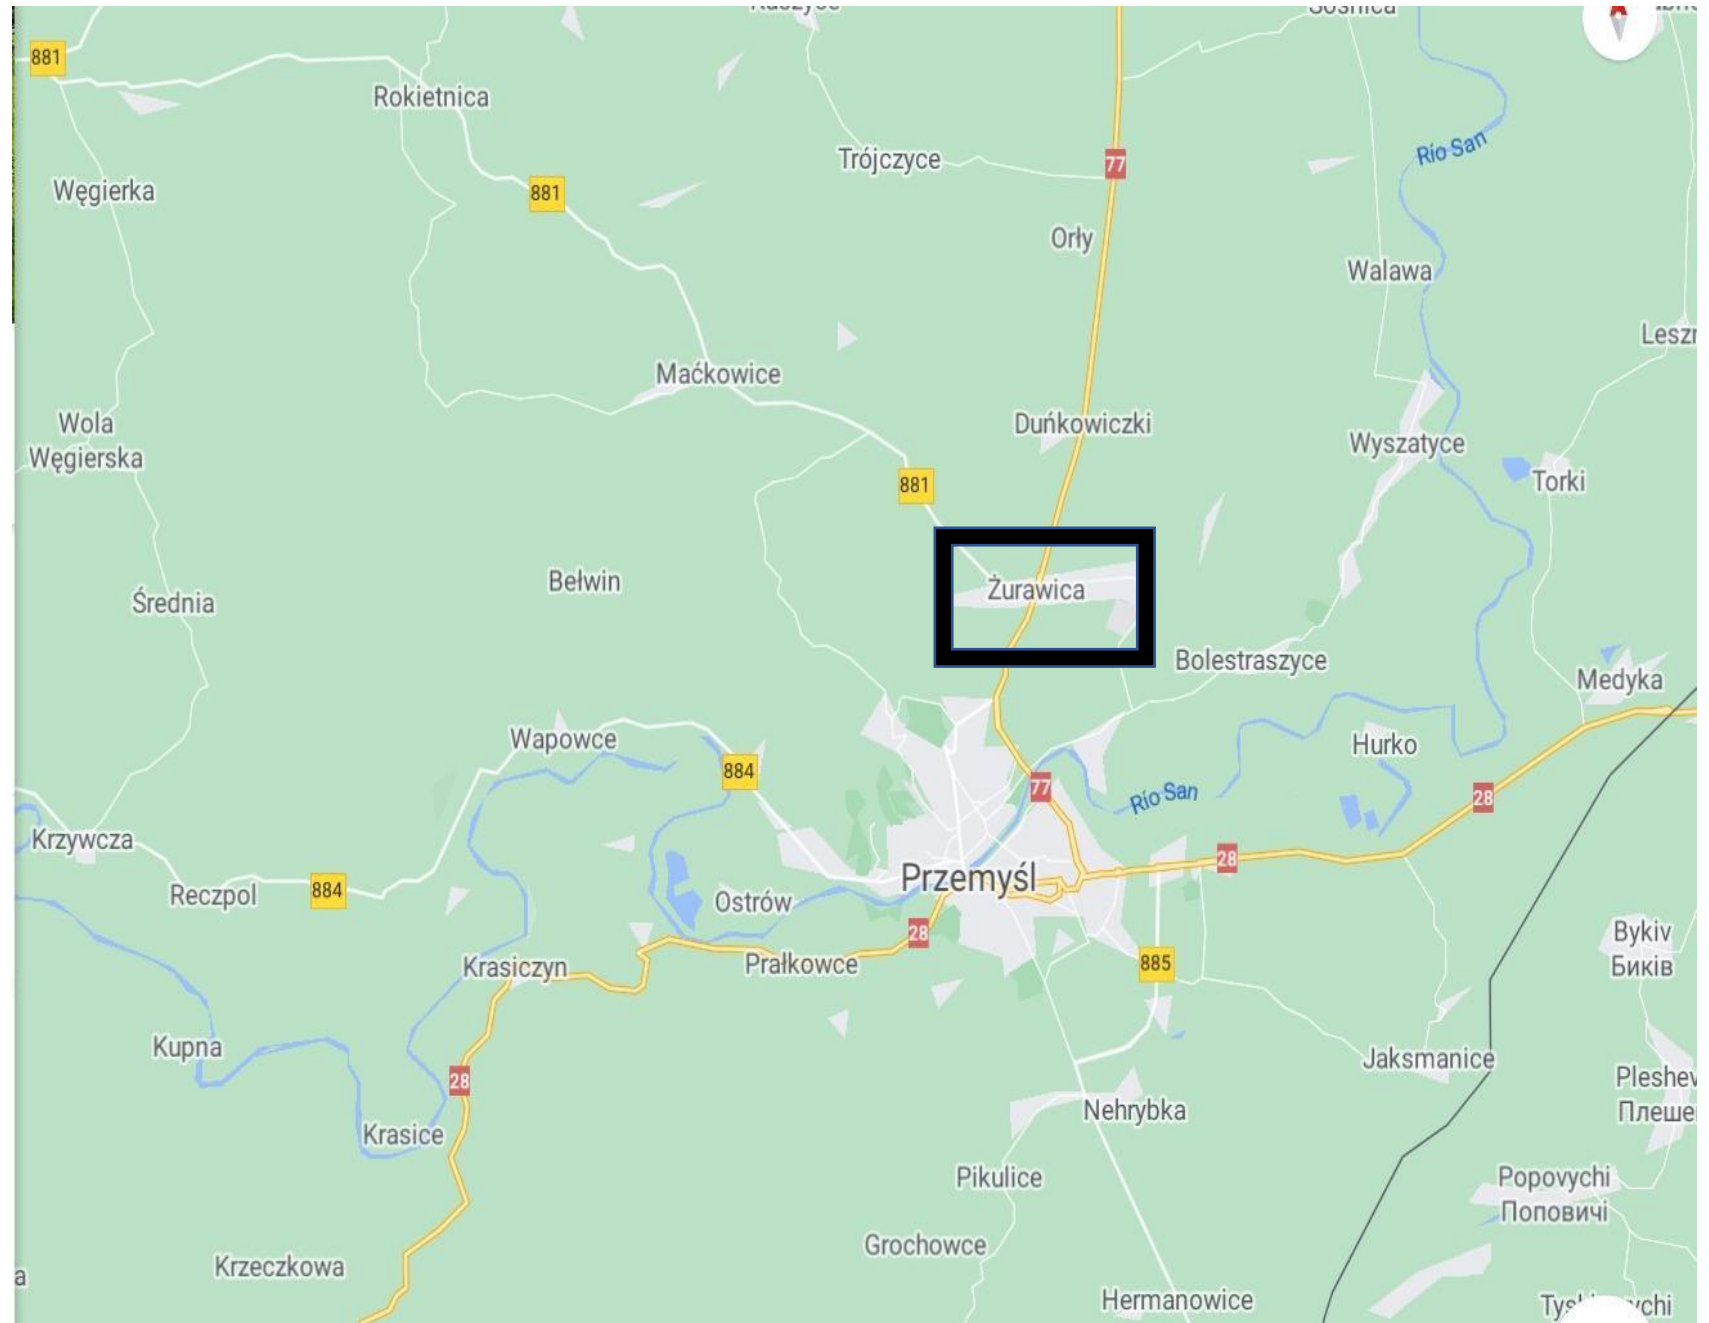 881
Rokietnica
Río San
Trójczyce
77
Węgierka
881
Orły
Walawa
Maćkowice
Wola
Węgierska
Duńkowiczki
Wyszatyce
881
Torki
Bełwin
Żurawica
Średnia
Bolestraszyce
Medyka
Wapowce
Hurko
884
77
Río San
28
Krzywcza
28
Przemyśl
Reczpol
884
Ostrów
28
Bykiv
Биків
Krasiczyn
Prałkowce
885
Kupna
Jaksmanice
28
Nehrybka
Krasice
Pikulice
Popovychi
Поповичі
Grochowce
Krzeczkowa
Hermanowice